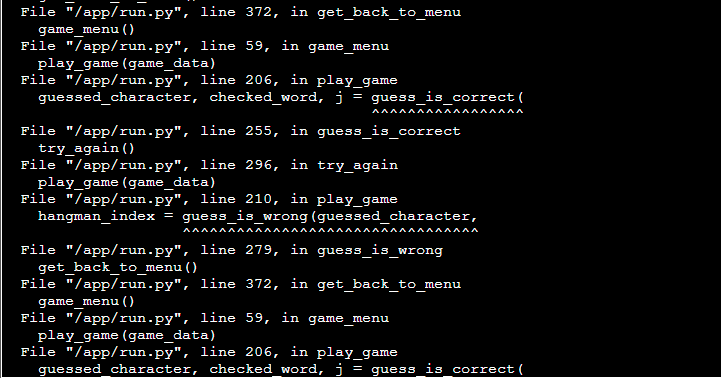 File "/app/run.py", line 372, in get_back_to_menu
game_menu()
File "/app/run.py", line 59, in game_menu
play_game(game_data)
File "/app/run.py", line 206, in play_game
guessed_character, checked_word, j = guess_is_correct(
^^^^^^^^^^^^^^^^^
File "/app/run.py", line 255, in guess_is_correct
try_again()
File "/app/run.py", line 296, in try_again
play_game(game_data)
File "/app/run.py", line 210, in play_game
hangman_index = guess_is_wrong(guessed_character,
^^^^^^^^^^^^^^^^^^^^^^^^^^^^^^^^^
File "/app/run.py", line 279, in guess_is_wrong
get_back_to_menu()
File "/app/run.py", line 372, in get_back_to_menu
game_menu()
File "/app/run.py", line 59, in game_menu
play_game(game_data)
File "/app/run.py", line 206, in play_game
guessed_character, checked_word, j = guess_is_correct(